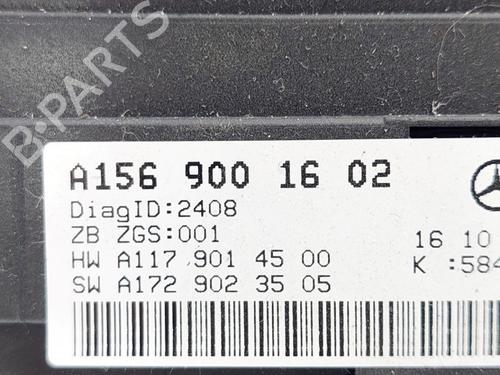 B-PARTS
A156 900 16 02
DiagID:2408
ZB ZGS:001
HW A117 901 45 00
SW A172 902 35 05
16 10
K :584